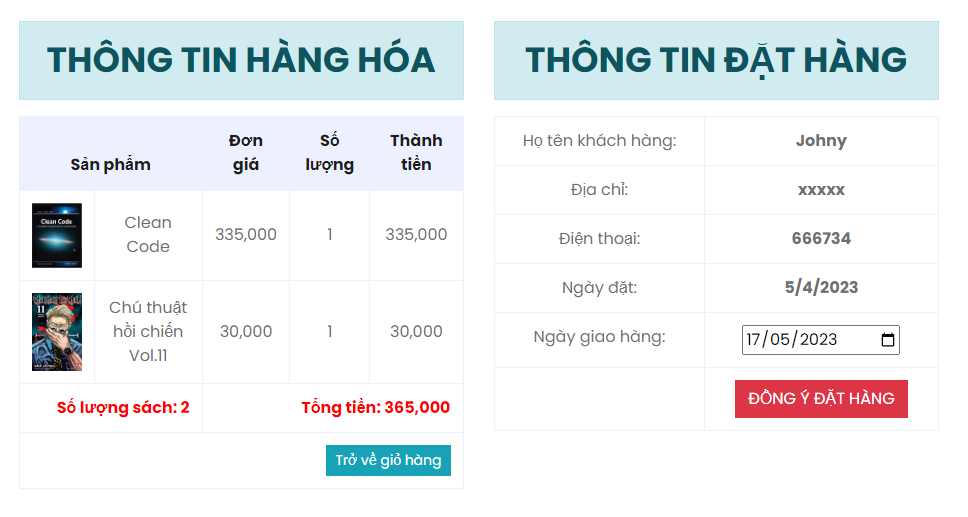 THÔNG TIN HÀNG HÓA
Sản phẩm
Đơn
giá
Số
lượng
Thành
tiền
Clean Code
Clean
Code
335,000
1
335,000
11
Chú thuật
hồi chiến
Vol.11
30,000
1
30,000
Số lượng sách: 2
Tổng tiền: 365,000
Trở về giỏ hàng
THÔNG TIN ĐẶT HÀNG
Họ tên khách hàng:
Johny
Địa chỉ:
xxxxx
Điện thoại:
666734
Ngày đặt:
5/4/2023
Ngày giao hàng:
17/05/2023
ĐỒNG Ý ĐẶT HÀNG